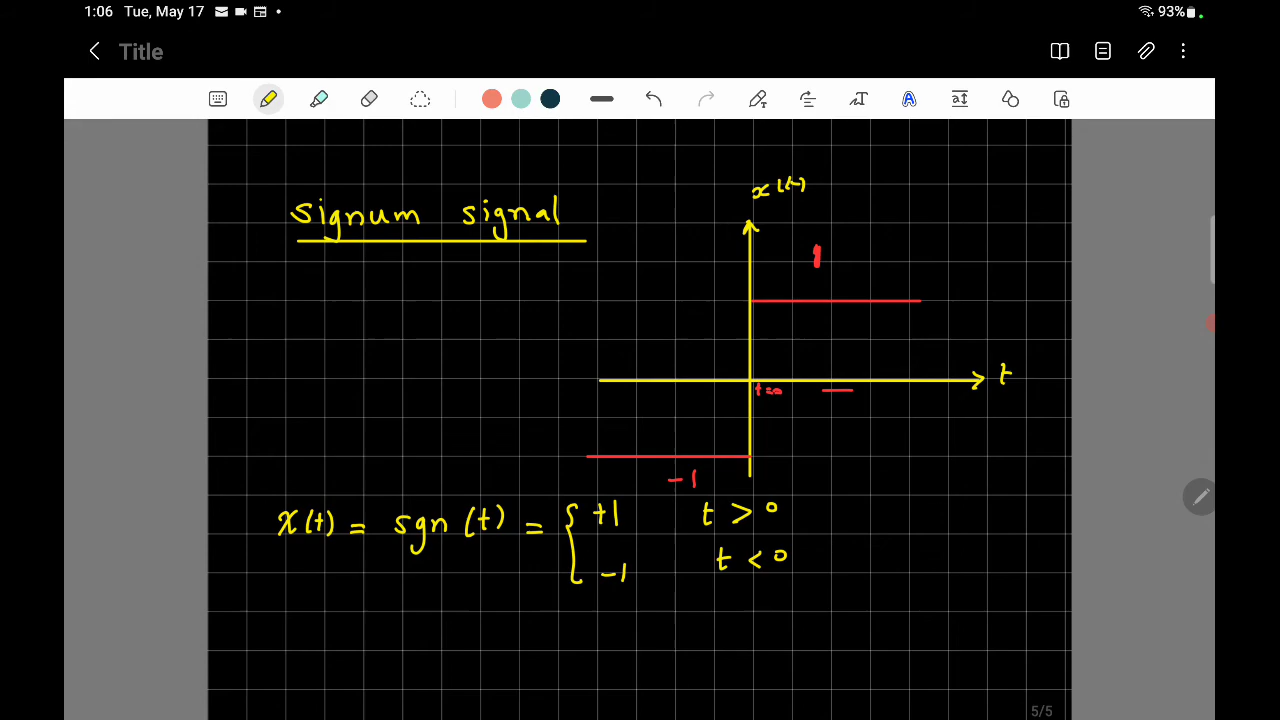 1:06 Tue, May 17
93%
Title
signum signal
x(t)
1
t
t=0
-1
x(t) = sgn(t) = { +1 t > 0
-1 t < 0
5/5